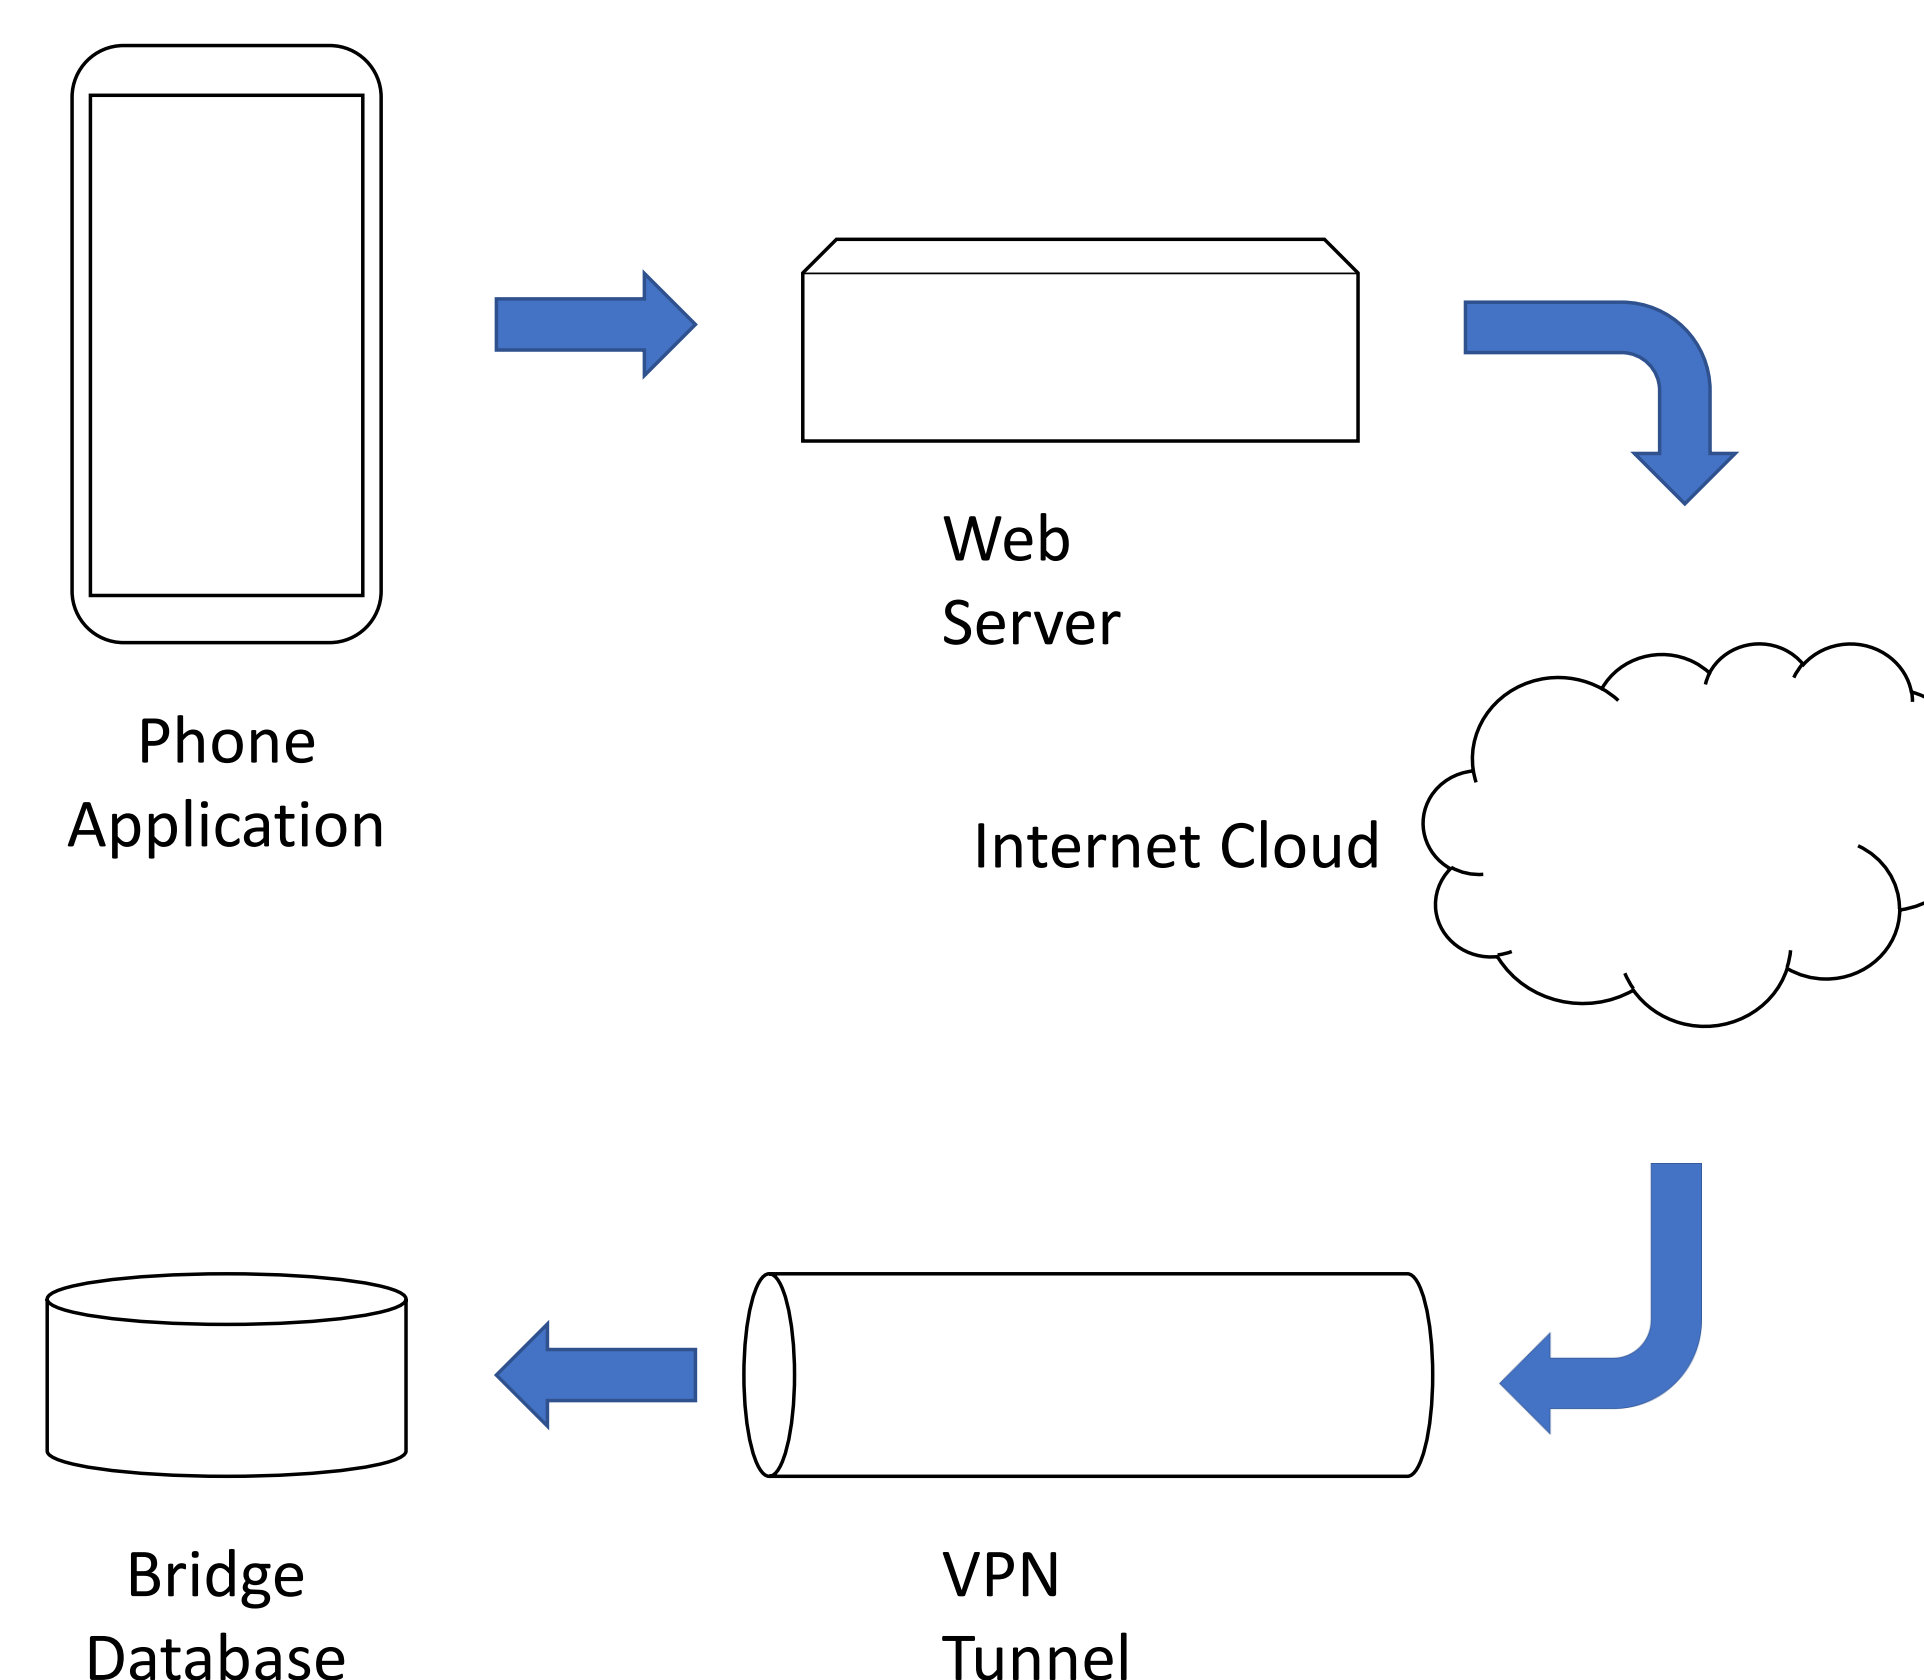 Phone
Application
Web
Server
Internet Cloud
Bridge
Database
VPN
Tunnel